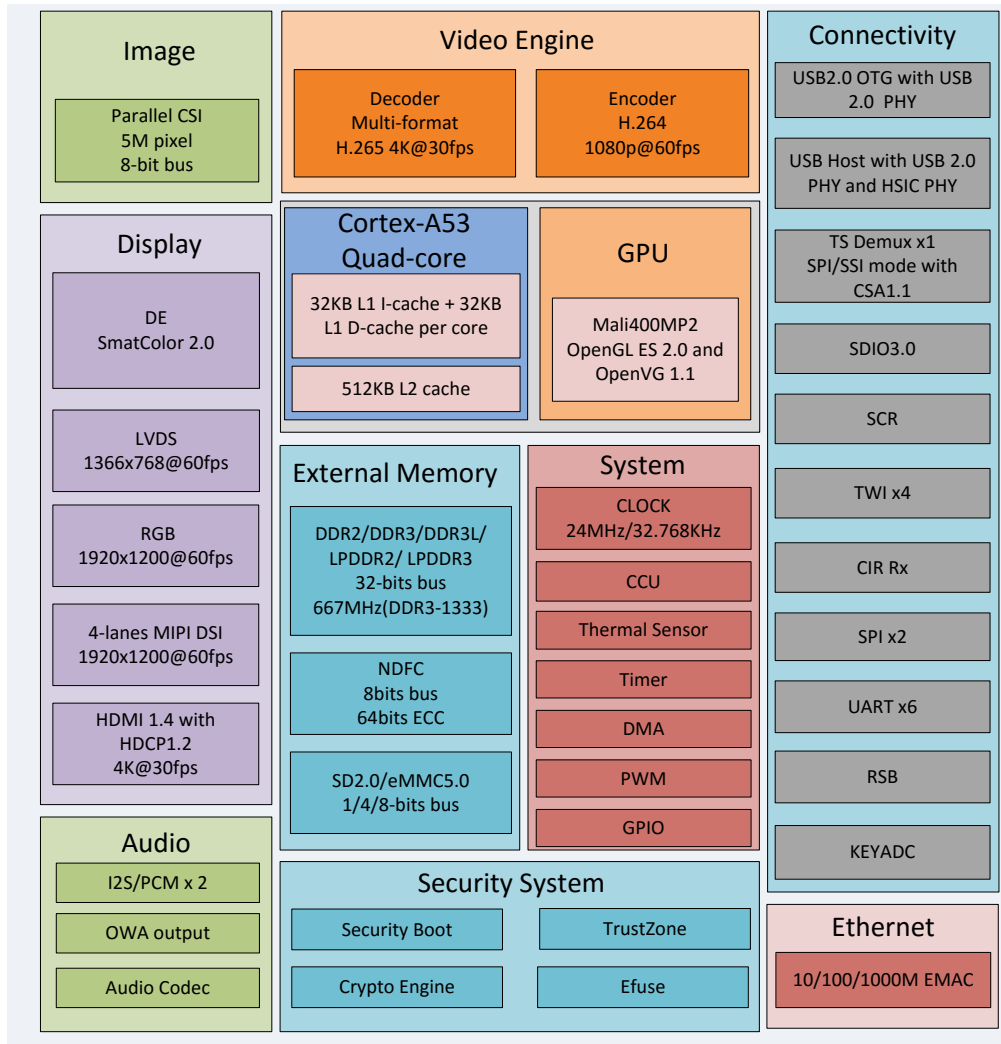 Image
Parallel CSI
5M pixel
8-bit bus
Video Engine
Decoder
Multi-format
H.265 4K@30fps
Encoder
H.264
1080p@60fps
Connectivity
USB2.0 OTG with USB
2.0 PHY
USB Host with USB 2.0
PHY and HSIC PHY
TS Demux x1
SPI/SSI mode with
CSA1.1
SDIO3.0
SCR
TWI x4
CIR Rx
SPI x2
UART x6
RSB
KEYADC
Display
DE
SmatColor 2.0
LVDS
1366x768@60fps
RGB
1920x1200@60fps
4-lanes MIPI DSI
1920x1200@60fps
HDMI 1.4 with
HDCP1.2
4K@30fps
Cortex-A53
Quad-core
32KB L1 I-cache + 32KB
L1 D-cache per core
512KB L2 cache
GPU
Mali400MP2
OpenGL ES 2.0 and
OpenVG 1.1
External Memory
DDR2/DDR3/DDR3L/
LPDDR2/ LPDDR3
32-bits bus
667MHz(DDR3-1333)
NDFC
8bits bus
64bits ECC
SD2.0/eMMC5.0
1/4/8-bits bus
System
CLOCK
24MHz/32.768KHz
CCU
Thermal Sensor
Timer
DMA
PWM
GPIO
Audio
I2S/PCM x 2
OWA output
Audio Codec
Security System
Security Boot
TrustZone
Crypto Engine
Efuse
Ethernet
10/100/1000M EMAC